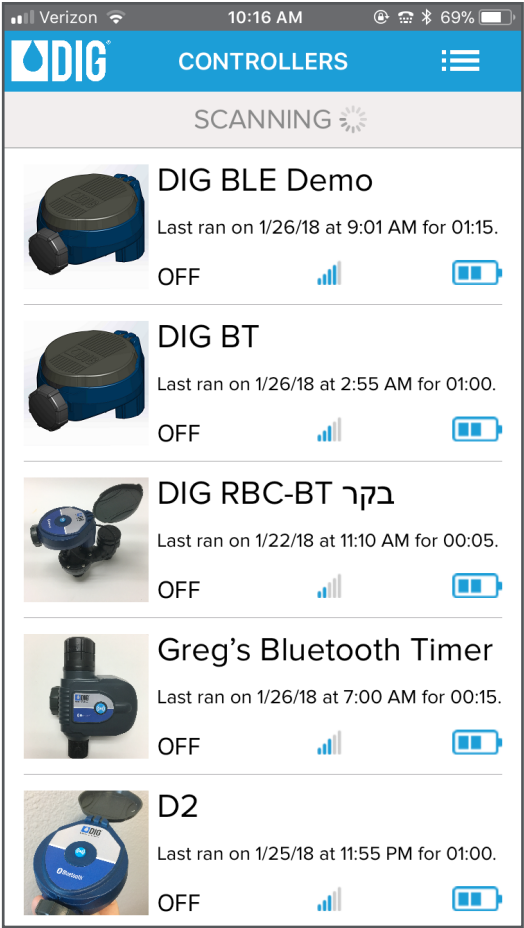 Verizon 10:16 AM 69%
DIG CONTROLLERS
SCANNING
DIG BLE Demo
Last ran on 1/26/18 at 9:01 AM for 01:15.
OFF
DIG BT
Last ran on 1/26/18 at 2:55 AM for 01:00.
OFF
DIG RBC-BT בקר
Last ran on 1/22/18 at 11:10 AM for 00:05.
OFF
Greg’s Bluetooth Timer
DIG
Last ran on 1/26/18 at 7:00 AM for 00:15.
OFF
D2
DIG
Last ran on 1/25/18 at 11:55 PM for 01:00.
Bluetooth
OFF